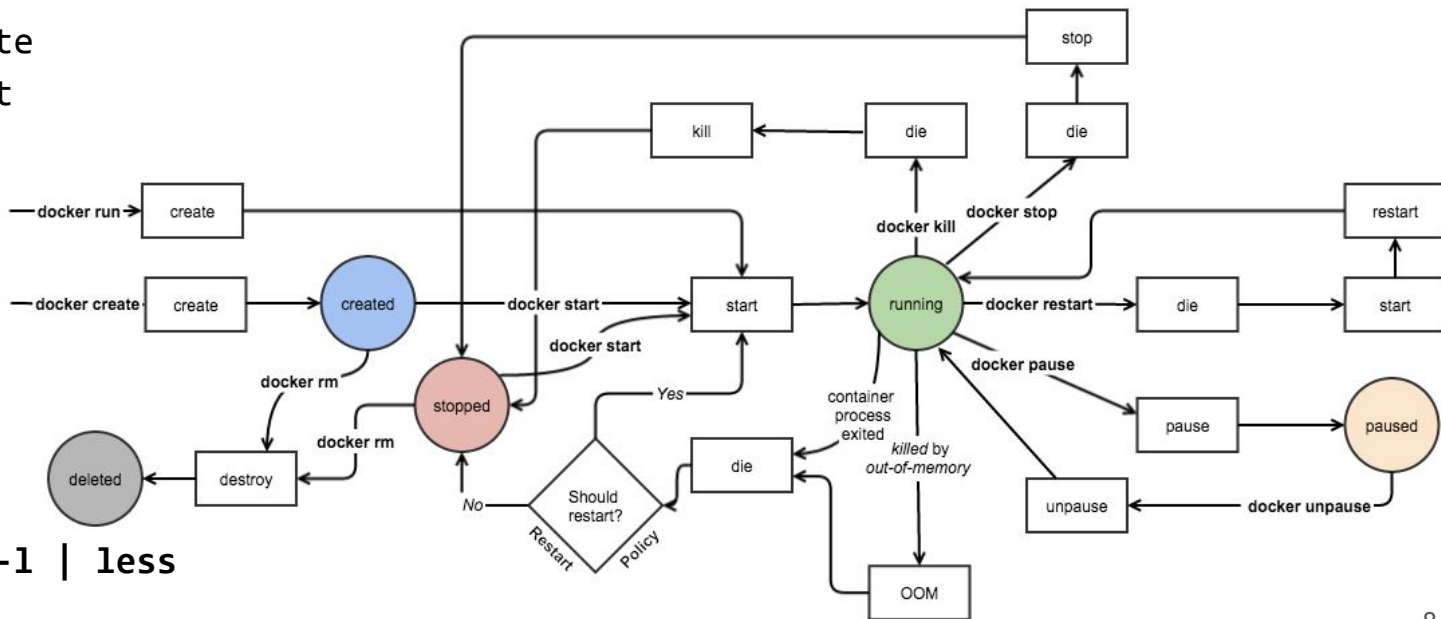 te
t
stop
kill
die
die
docker run
create
docker kill
docker stop
restart
docker create
create
created
docker start
start
running
docker restart
die
start
docker start
docker rm
docker pause
stopped
Yes
container
process
exited
pause
paused
docker rm
killed by
out-of-memory
deleted
destroy
die
No
Should
restart?
unpause
docker unpause
Restart
Policy
-l | less
OOM